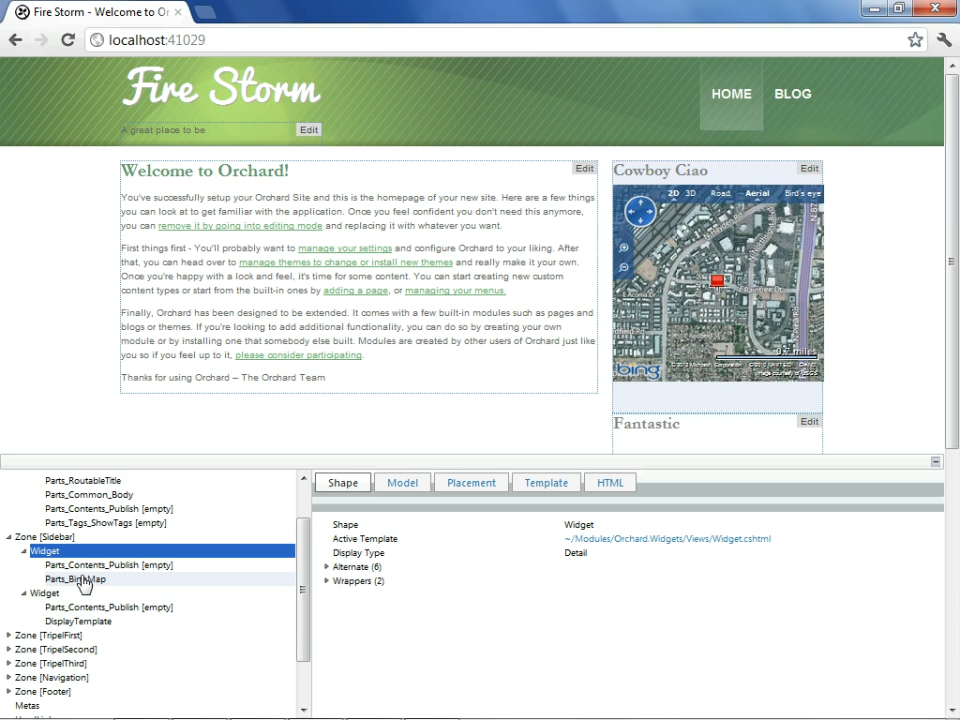 Fire Storm - Welcome to Or ×
localhost:41029
Fire Storm
HOME BLOG
A great place to be Edit
Welcome to Orchard! Edit
You've successfully setup your Orchard Site and this is the homepage of your new site. Here are a few things
you can look at to get familiar with the application. Once you feel confident you don't need this anymore,
you can remove it by going into editing mode and replacing it with whatever you want.
First things first - You'll probably want to manage your settings and configure Orchard to your liking. After
that, you can head over to manage themes to change or install new themes and really make it your own.
Once you're happy with a look and feel, it's time for some content. You can start creating new custom
content types or start from the built-in ones by adding a page, or managing your menus.
Finally, Orchard has been designed to be extended. It comes with a few built-in modules such as pages and
blogs or themes. If you're looking to add additional functionality, you can do so by creating your own
module or by installing one that somebody else built. Modules are created by other users of Orchard just like
you so if you feel up to it, please consider participating.
Thanks for using Orchard – The Orchard Team
Cowboy Ciao Edit
2D 3D Road Aerial Bird's eye
N Hayden Rd
E Raintree Dr
miles
bing
Fantastic Edit
Parts_RoutableTitle
Parts_Common_Body
Parts_Contents_Publish [empty]
Parts_Tags_ShowTags [empty]
Zone [Sidebar]
Widget
Parts_Contents_Publish [empty]
Parts_BingMap
Widget
Parts_Contents_Publish [empty]
DisplayTemplate
Zone [TripelFirst]
Zone [TripelSecond]
Zone [TripelThird]
Zone [Navigation]
Zone [Footer]
Metas
Shape Model Placement Template HTML
Shape Widget
Active Template ~/Modules/Orchard.Widgets/Views/Widget.cshtml
Display Type Detail
Alternate (6)
Wrappers (2)